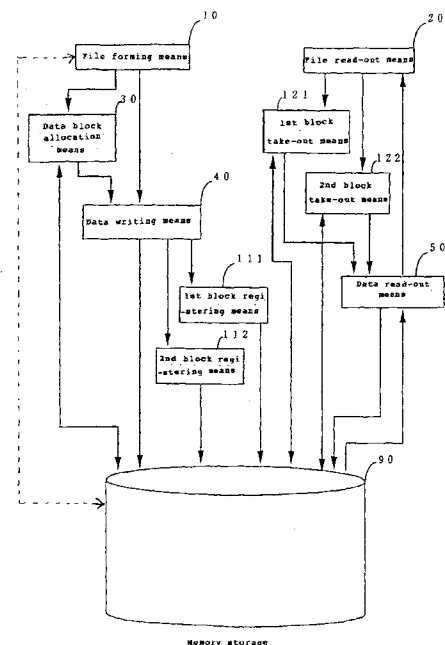 10
20
File forming means
File read-out means
30
121
Data block
allocation
means
1st block
take-out means
122
40
2nd block
take-out means
Data writing means
50
111
Data read-out
means
1st block regi
-stering means
112
2nd block regi
-stering means
90
Memory storage